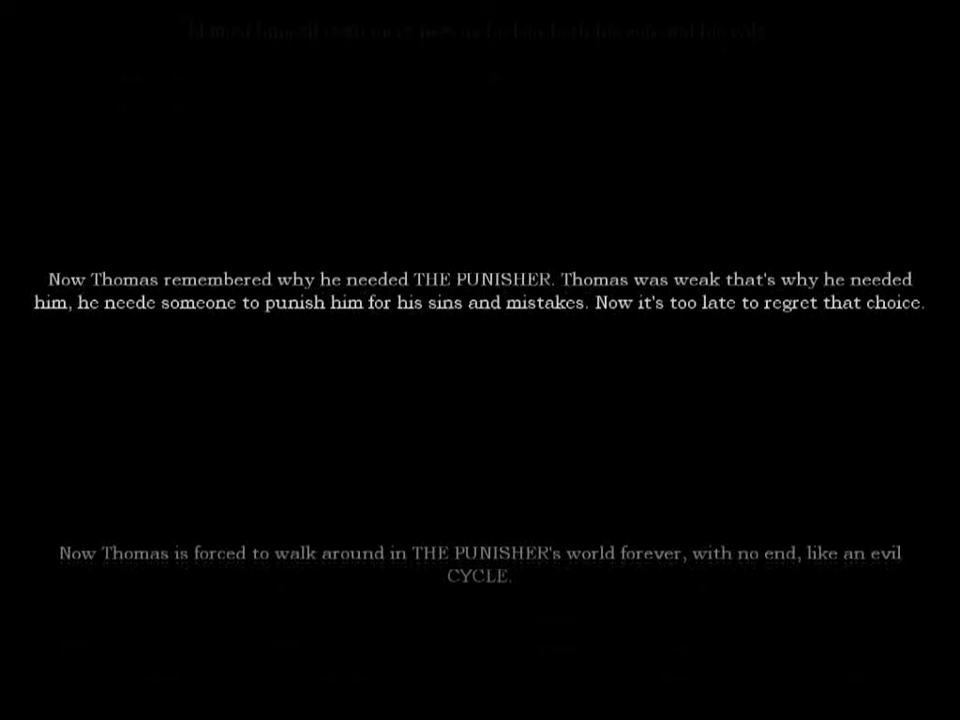 Now Thomas remembered why he needed THE PUNISHER. Thomas was weak that's why he needed
him, he neede someone to punish him for his sins and mistakes. Now it's too late to regret that choice.
Now Thomas is forced to walk around in THE PUNISHER's world forever, with no end, like an evil
CYCLE.